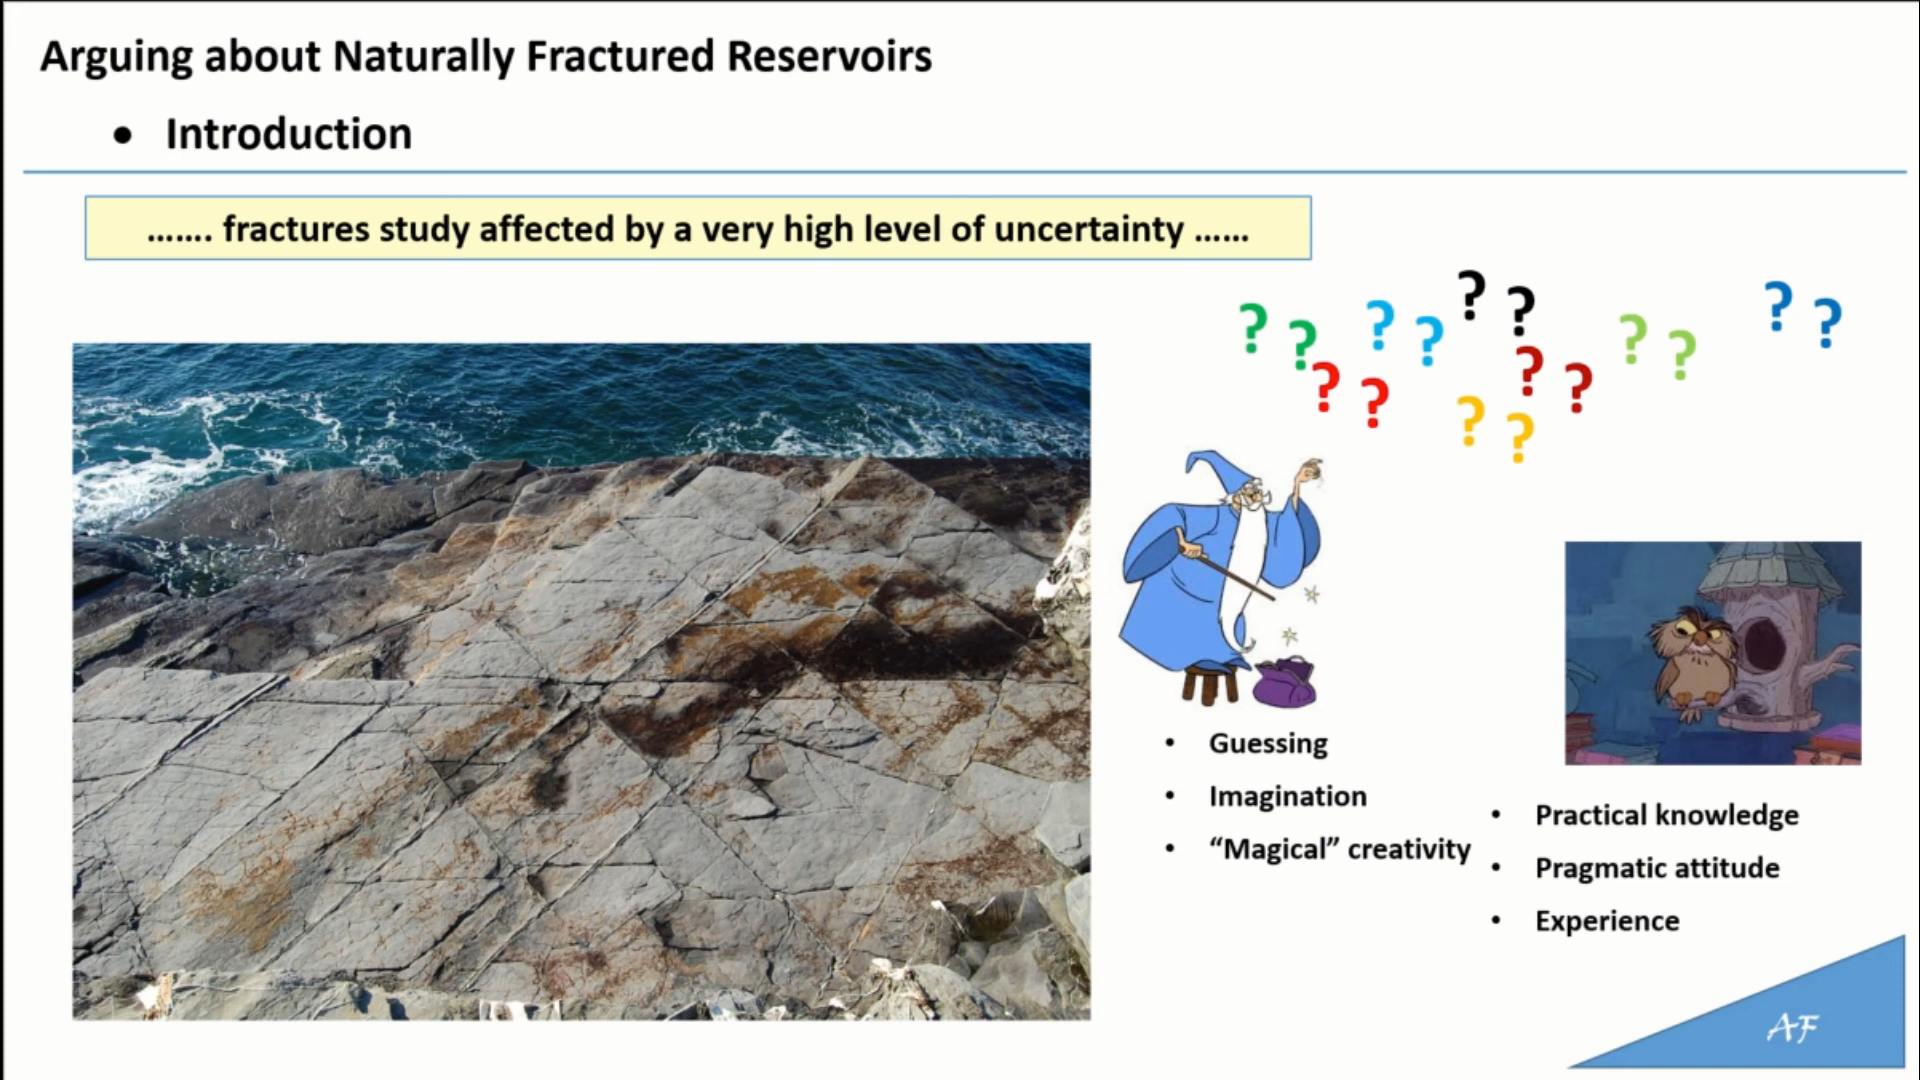 Arguing about Naturally Fractured Reservoirs
• Introduction
....... fractures study affected by a very high level of uncertainty ......
? ? ? ? ? ? ? ? ? ?
? ? ? ? ? ?
• Guessing
• Imagination
• “Magical” creativity
• Practical knowledge
• Pragmatic attitude
• Experience
AF